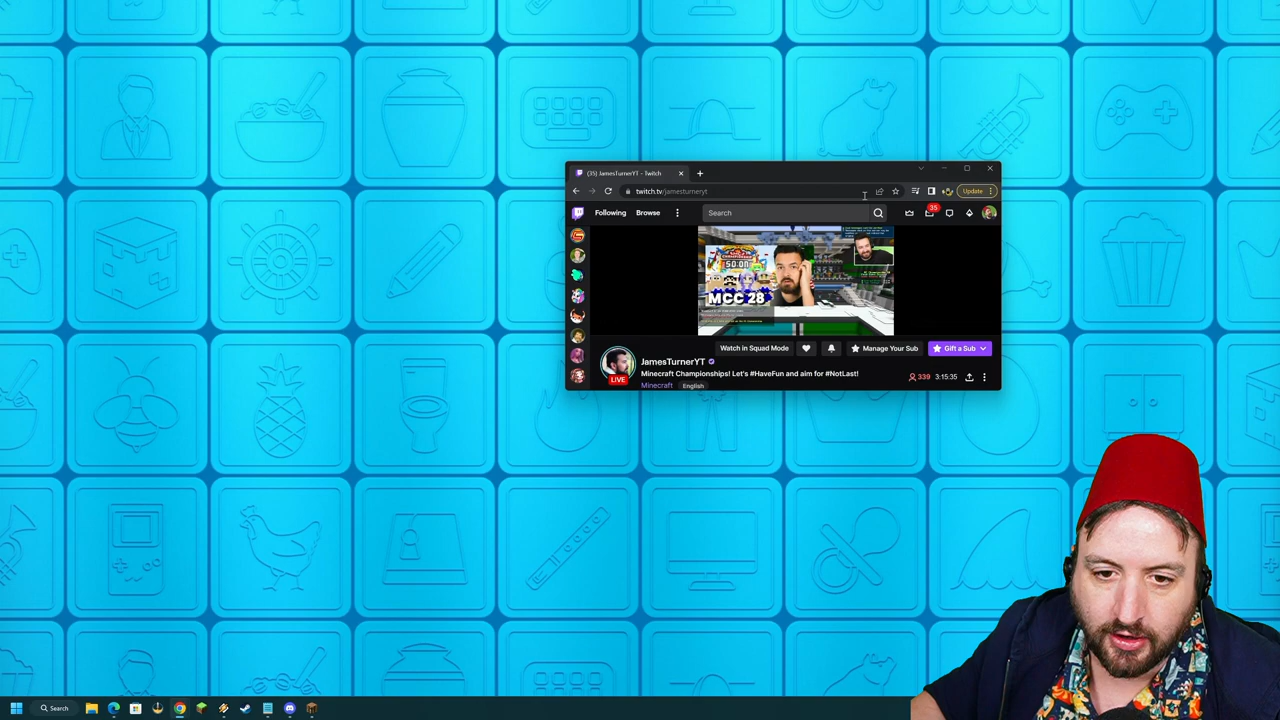 (35) JamesTurnerYT - Twitch
twitch.tv/jamesturneryt
Update
Following Browse Search 35
MCC 28
Watch in Squad Mode Manage Your Sub Gift a Sub
JamesTurnerYT
LIVE
Minecraft Championships! Let's #HaveFun and aim for #NotLast!
339 3:15:35
Minecraft English
Search